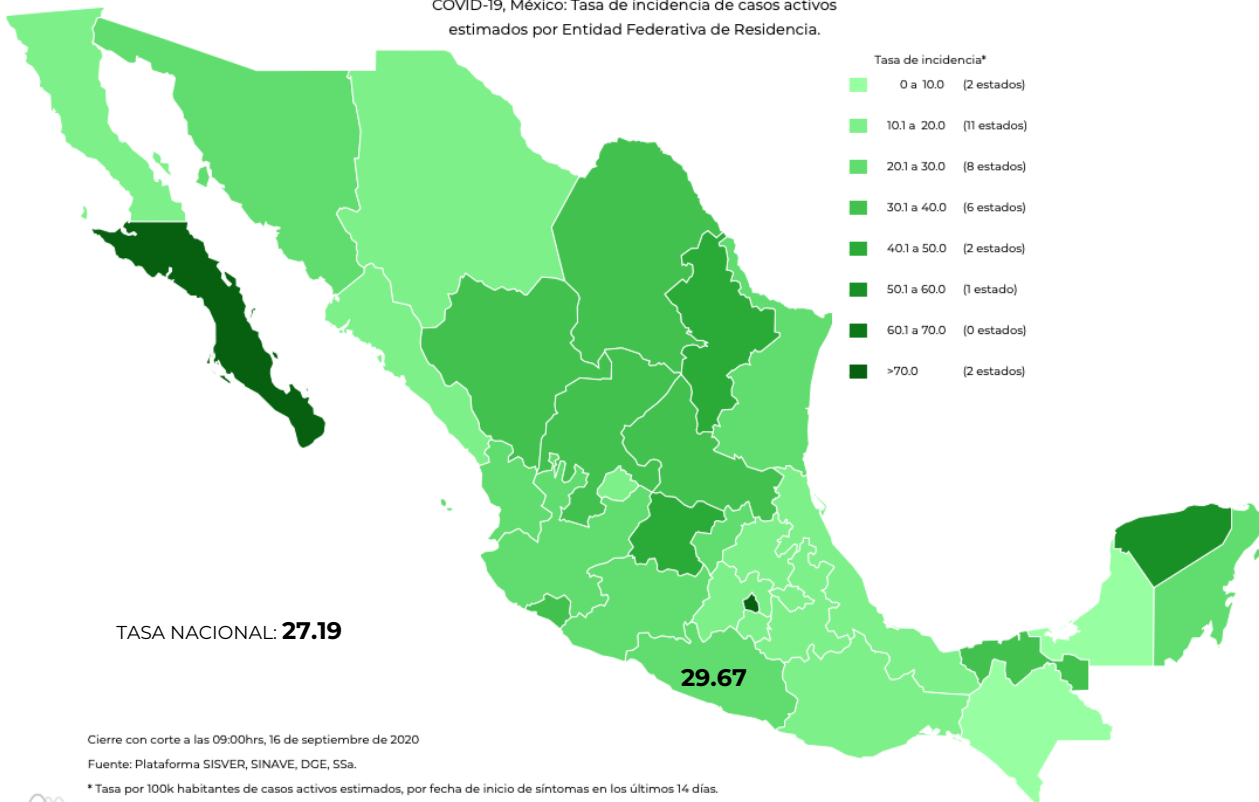 COVID-19, México: Tasa de incidencia de casos activos
estimados por Entidad Federativa de Residencia.
Tasa de incidencia*
0 a 10.0 (2 estados)
10.1 a 20.0 (11 estados)
20.1 a 30.0 (8 estados)
30.1 a 40.0 (6 estados)
40.1 a 50.0 (2 estados)
50.1 a 60.0 (1 estado)
60.1 a 70.0 (0 estados)
>70.0 (2 estados)
TASA NACIONAL: 27.19
29.67
Cierre con corte a las 09:00hrs, 16 de septiembre de 2020
Fuente: Plataforma SISVER, SINAVE, DGE, SSa.
* Tasa por 100k habitantes de casos activos estimados, por fecha de inicio de síntomas en los últimos 14 días.